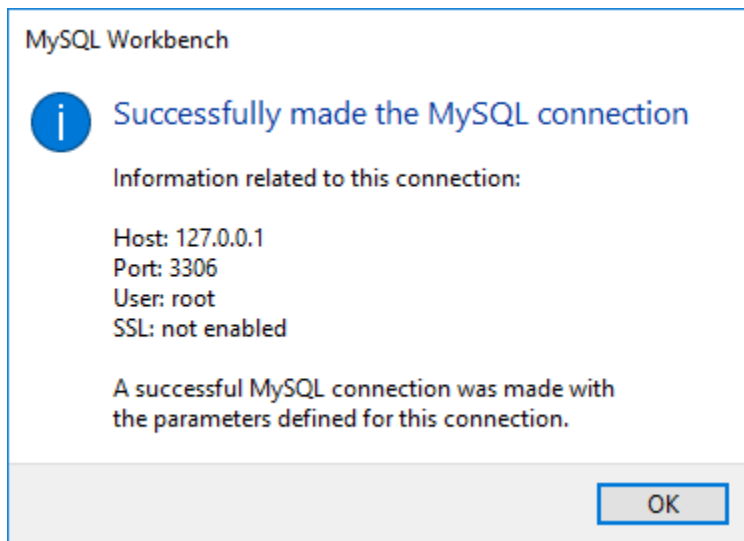 MySQL Workbench
Successfully made the MySQL connection
Information related to this connection:
Host: 127.0.0.1
Port: 3306
User: root
SSL: not enabled
A successful MySQL connection was made with
the parameters defined for this connection.
OK